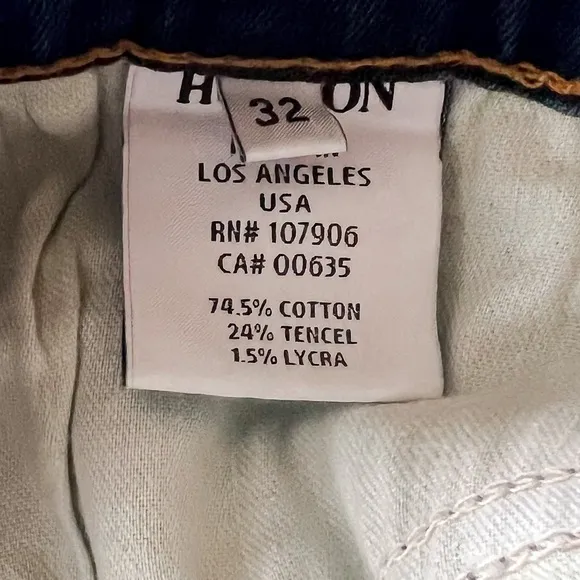 32
LOS ANGELES
USA
RN# 107906
CA# 00635
74.5% COTTON
24% TENCEL
1.5% LYCRA